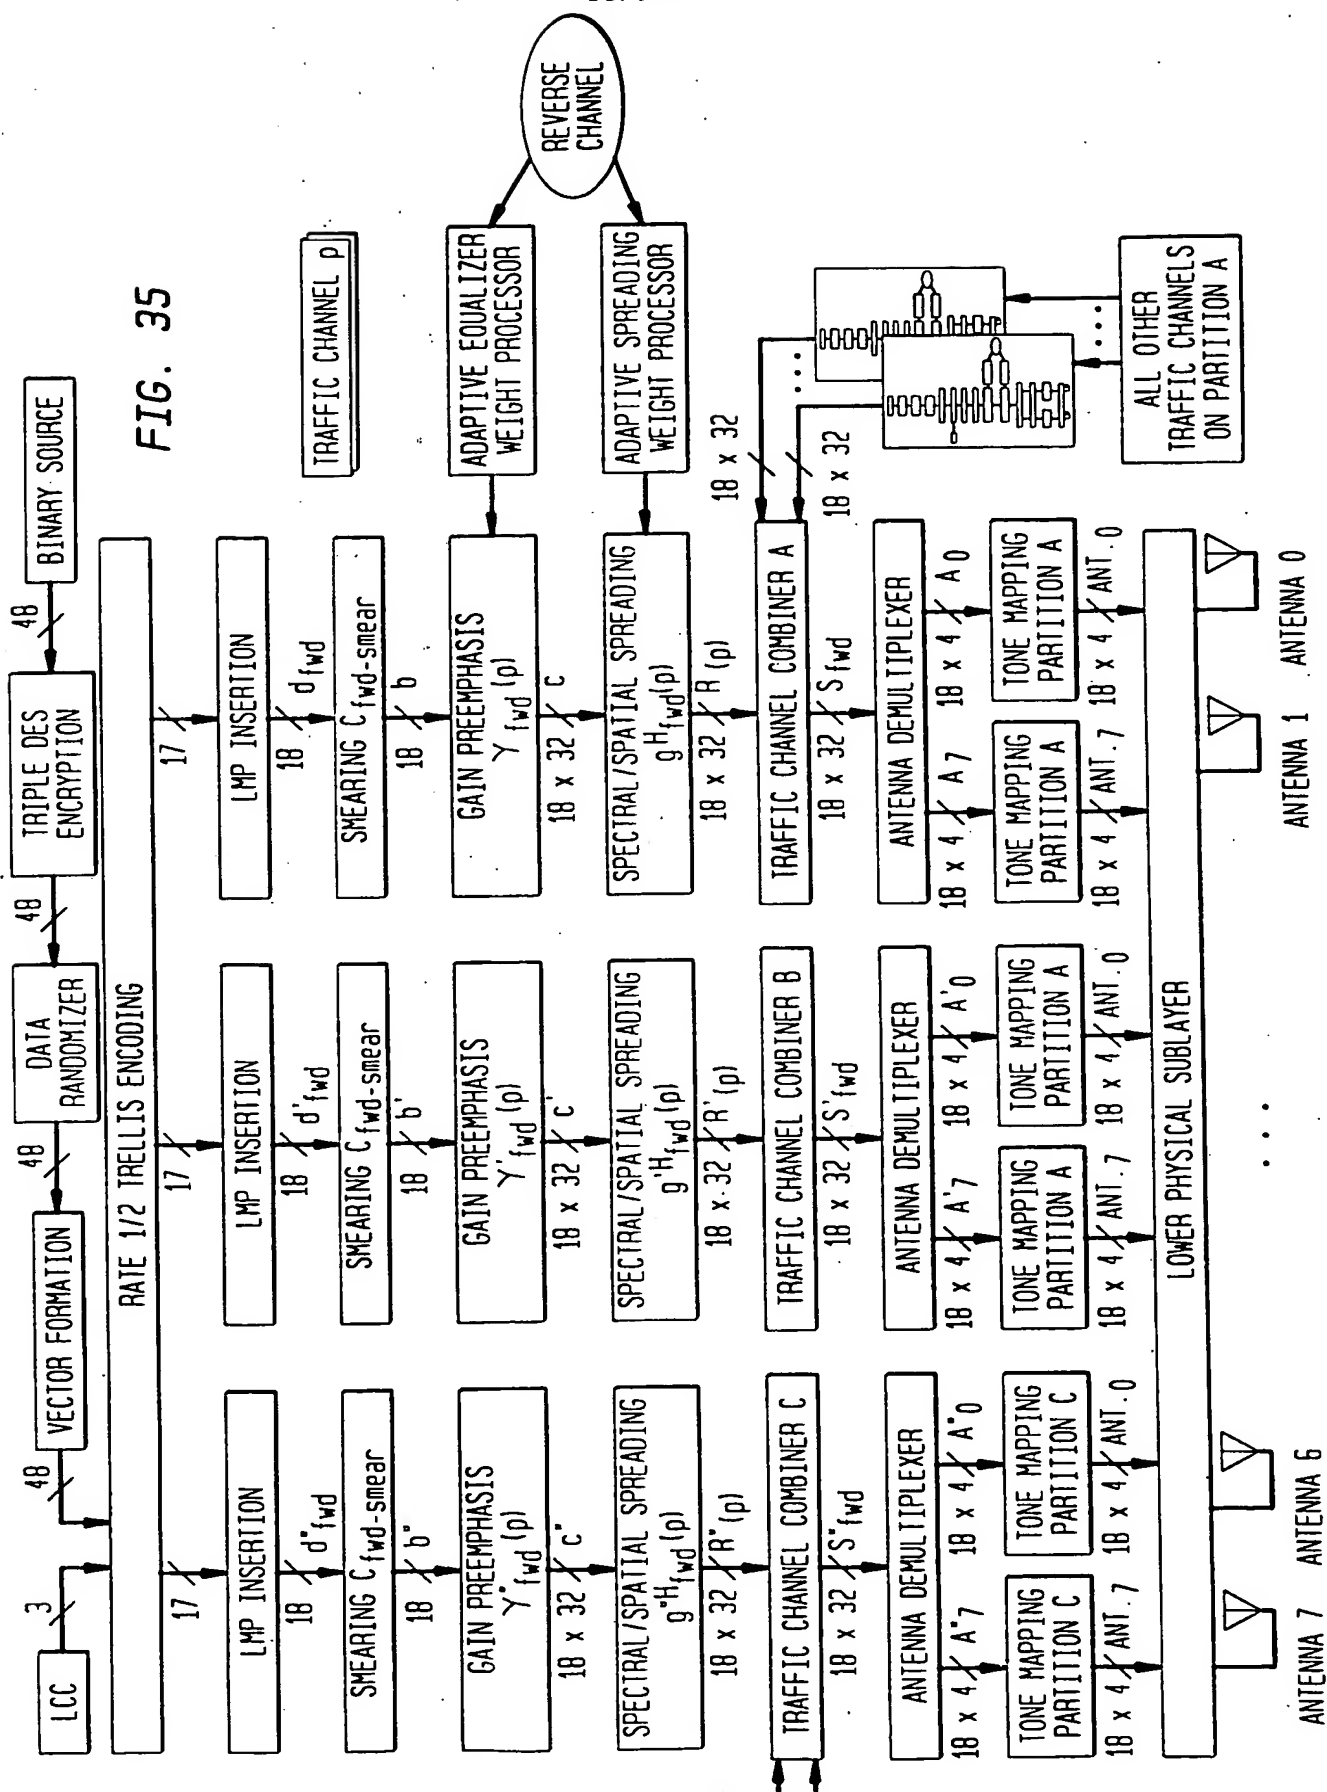 FIG. 35
BINARY SOURCE
48
TRIPLE DES
ENCRYPTION
48
DATA
RANDOMIZER
48
VECTOR FORMATION
48
LCC
3
RATE 1/2 TRELLIS ENCODING
TRAFFIC CHANNEL p
REVERSE
CHANNEL
ADAPTIVE EQUALIZER
WEIGHT PROCESSOR
ADAPTIVE SPREADING
WEIGHT PROCESSOR
17
LMP INSERTION
18 d"fwd
SMEARING Cfwd-smear
18 b"
GAIN PREEMPHASIS
γ"fwd (p)
18 x 32 c"
SPECTRAL/SPATIAL SPREADING
g"Hfwd(p)
18 x 32 R"(p)
TRAFFIC CHANNEL COMBINER C
18 x 32 S"fwd
ANTENNA DEMULTIPLEXER
18 x 4 A"7
18 x 4 A"0
TONE MAPPING
PARTITION C
TONE MAPPING
PARTITION C
18 x 4 ANT.7
18 x 4 ANT.0
17
LMP INSERTION
18 d'fwd
SMEARING Cfwd-smear
18 b'
GAIN PREEMPHASIS
γ'fwd (p)
18 x 32 c'
SPECTRAL/SPATIAL SPREADING
g'Hfwd(p)
18 x 32 R'(p)
TRAFFIC CHANNEL COMBINER B
18 x 32 S'fwd
ANTENNA DEMULTIPLEXER
18 x 4 A'7
18 x 4 A'0
TONE MAPPING
PARTITION A
TONE MAPPING
PARTITION A
18 x 4 ANT.7
18 x 4 ANT.0
17
LMP INSERTION
18 dfwd
SMEARING Cfwd-smear
18 b
GAIN PREEMPHASIS
γfwd (p)
18 x 32 C
SPECTRAL/SPATIAL SPREADING
gHfwd(p)
18 x 32 R (p)
TRAFFIC CHANNEL COMBINER A
18 x 32
18 x 32
18 x 32 Sfwd
ANTENNA DEMULTIPLEXER
18 x 4 A7
18 x 4 A0
TONE MAPPING
PARTITION A
TONE MAPPING
PARTITION A
18 x 4 ANT.7
18 x 4 ANT.0
ALL OTHER
TRAFFIC CHANNELS
ON PARTITION A
LOWER PHYSICAL SUBLAYER
ANTENNA 7
ANTENNA 6
. . .
ANTENNA 1
ANTENNA 0